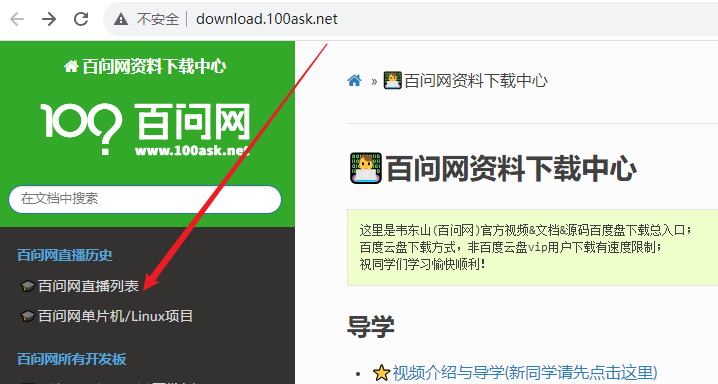 不安全 download.100ask.net
百问网资料下载中心
100?
百问网
www.100ask.net
在文档中搜索
百问网直播历史
百问网直播列表
百问网单片机/Linux项目
百问网所有开发板
» 百问网资料下载中心
百问网资料下载中心
这里是韦东山(百问网)官方视频&文档&源码百度盘下载总入口；
百度云盘下载方式，非百度云盘vip用户下载有速度限制；
祝同学们学习愉快顺利！
导学
视频介绍与导学(新同学请先点击这里)